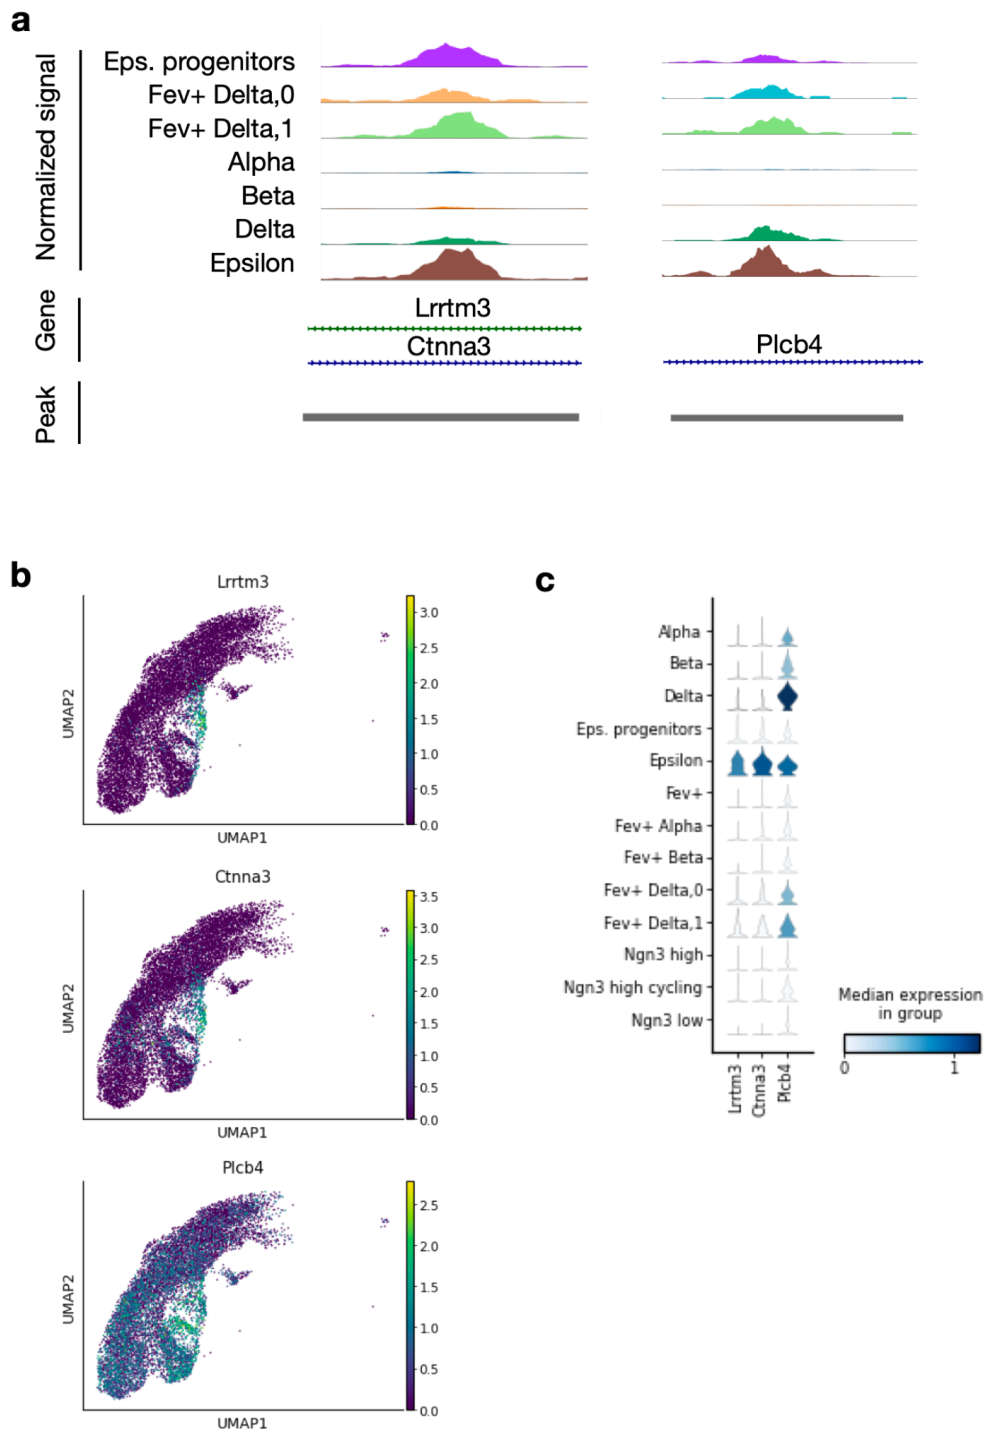 a
Normalized signal
Eps. progenitors
Fev+ Delta,0
Fev+ Delta,1
Alpha
Beta
Delta
Epsilon
Gene
Lrrtm3
Ctnna3
Plcb4
Peak
b
Lrrtm3
UMAP2
UMAP1
3.0
2.5
2.0
1.5
1.0
0.5
0.0
Ctnna3
UMAP2
UMAP1
3.5
3.0
2.5
2.0
1.5
1.0
0.5
0.0
Plcb4
UMAP2
UMAP1
2.5
2.0
1.5
1.0
0.5
0.0
c
Alpha
Beta
Delta
Eps. progenitors
Epsilon
Fev+
Fev+ Alpha
Fev+ Beta
Fev+ Delta,0
Fev+ Delta,1
Ngn3 high
Ngn3 high cycling
Ngn3 low
Lrrtm3
Ctnna3
Plcb4
Median expression
in group
0 1